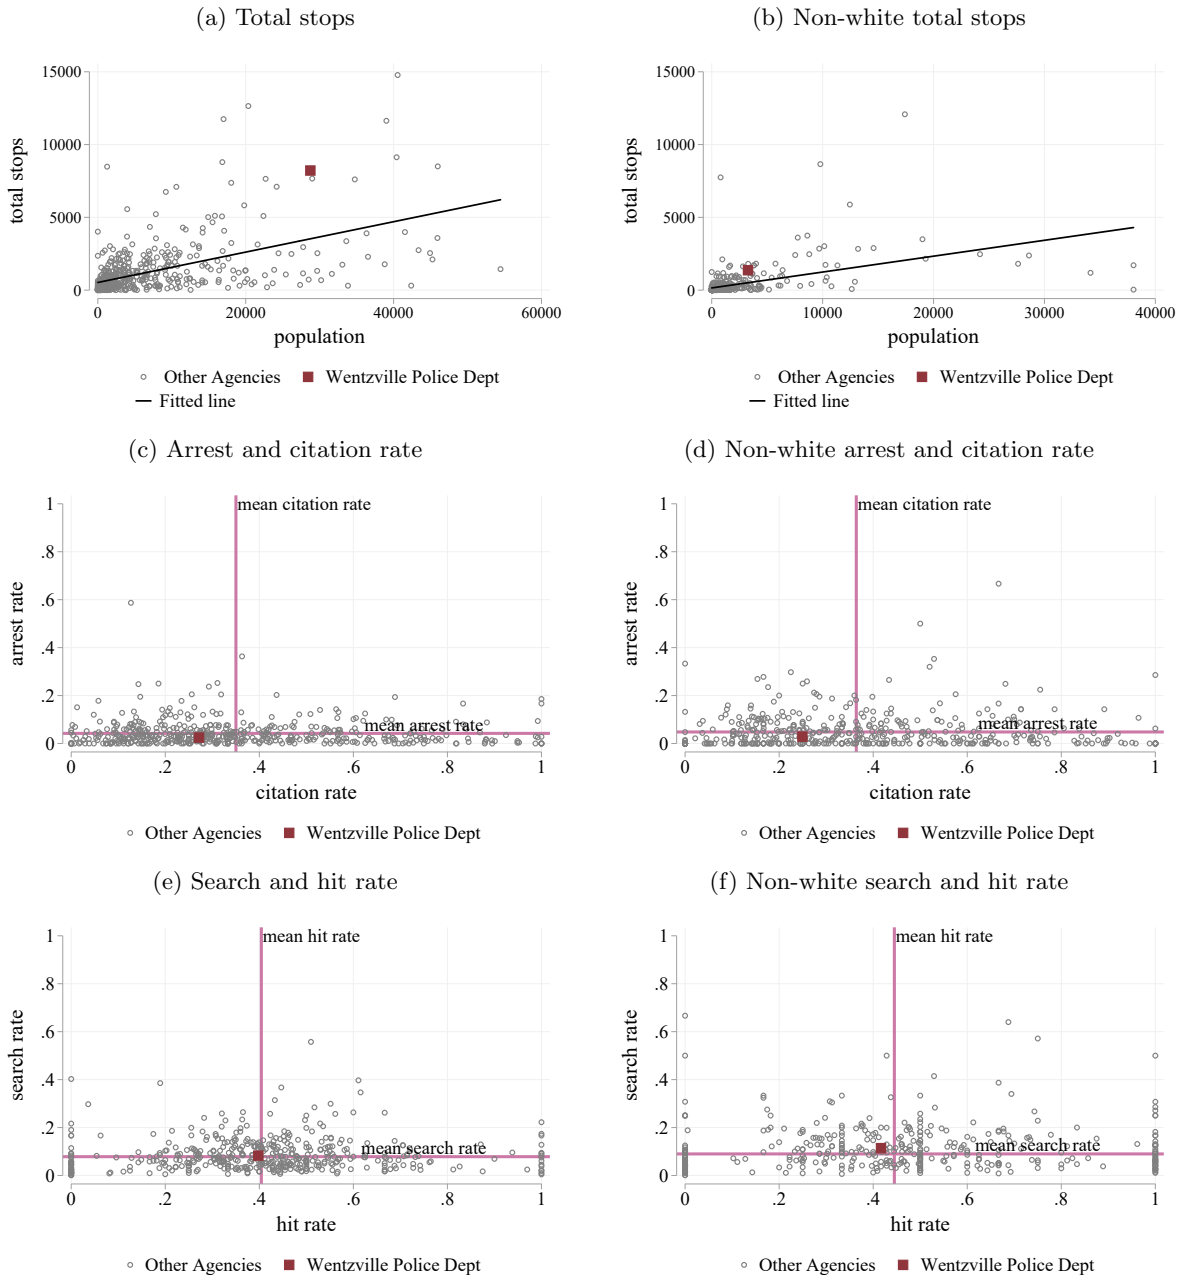 (a) Total stops
(b) Non-white total stops
15000
10000
5000
0
total stops
0 20000 40000 60000
population
Other Agencies Wentzville Police Dept
Fitted line
15000
10000
5000
0
total stops
0 10000 20000 30000 40000
population
Other Agencies Wentzville Police Dept
Fitted line
(c) Arrest and citation rate
(d) Non-white arrest and citation rate
1
.8
.6
.4
.2
0
arrest rate
mean citation rate
mean arrest rate
0 .2 .4 .6 .8 1
citation rate
Other Agencies Wentzville Police Dept
1
.8
.6
.4
.2
0
arrest rate
mean citation rate
mean arrest rate
0 .2 .4 .6 .8 1
citation rate
Other Agencies Wentzville Police Dept
(e) Search and hit rate
(f) Non-white search and hit rate
1
.8
.6
.4
.2
0
search rate
mean hit rate
mean search rate
0 .2 .4 .6 .8 1
hit rate
Other Agencies Wentzville Police Dept
1
.8
.6
.4
.2
0
search rate
mean hit rate
mean search rate
0 .2 .4 .6 .8 1
hit rate
Other Agencies Wentzville Police Dept